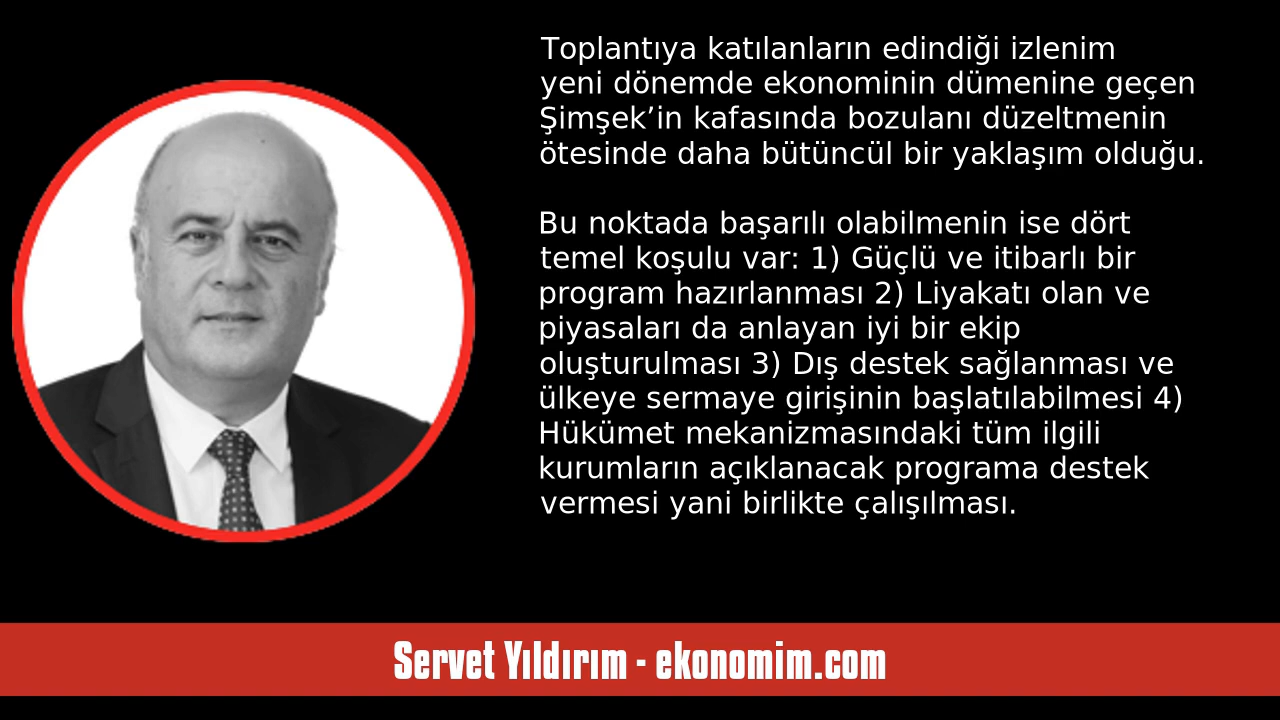 Toplantıya katılanların edindiği izlenim
yeni dönemde ekonominin dümenine geçen
Şimşek’in kafasında bozulanı düzeltmenin
ötesinde daha bütüncül bir yaklaşım olduğu.
Bu noktada başarılı olabilmenin ise dört
temel koşulu var: 1) Güçlü ve itibarlı bir
program hazırlanması 2) Liyakatı olan ve
piyasaları da anlayan iyi bir ekip
oluşturulması 3) Dış destek sağlanması ve
ülkeye sermaye girişinin başlatılabilmesi 4)
Hükümet mekanizmasındaki tüm ilgili
kurumların açıklanacak programa destek
vermesi yani birlikte çalışılması.
Servet Yıldırım - ekonomim.com